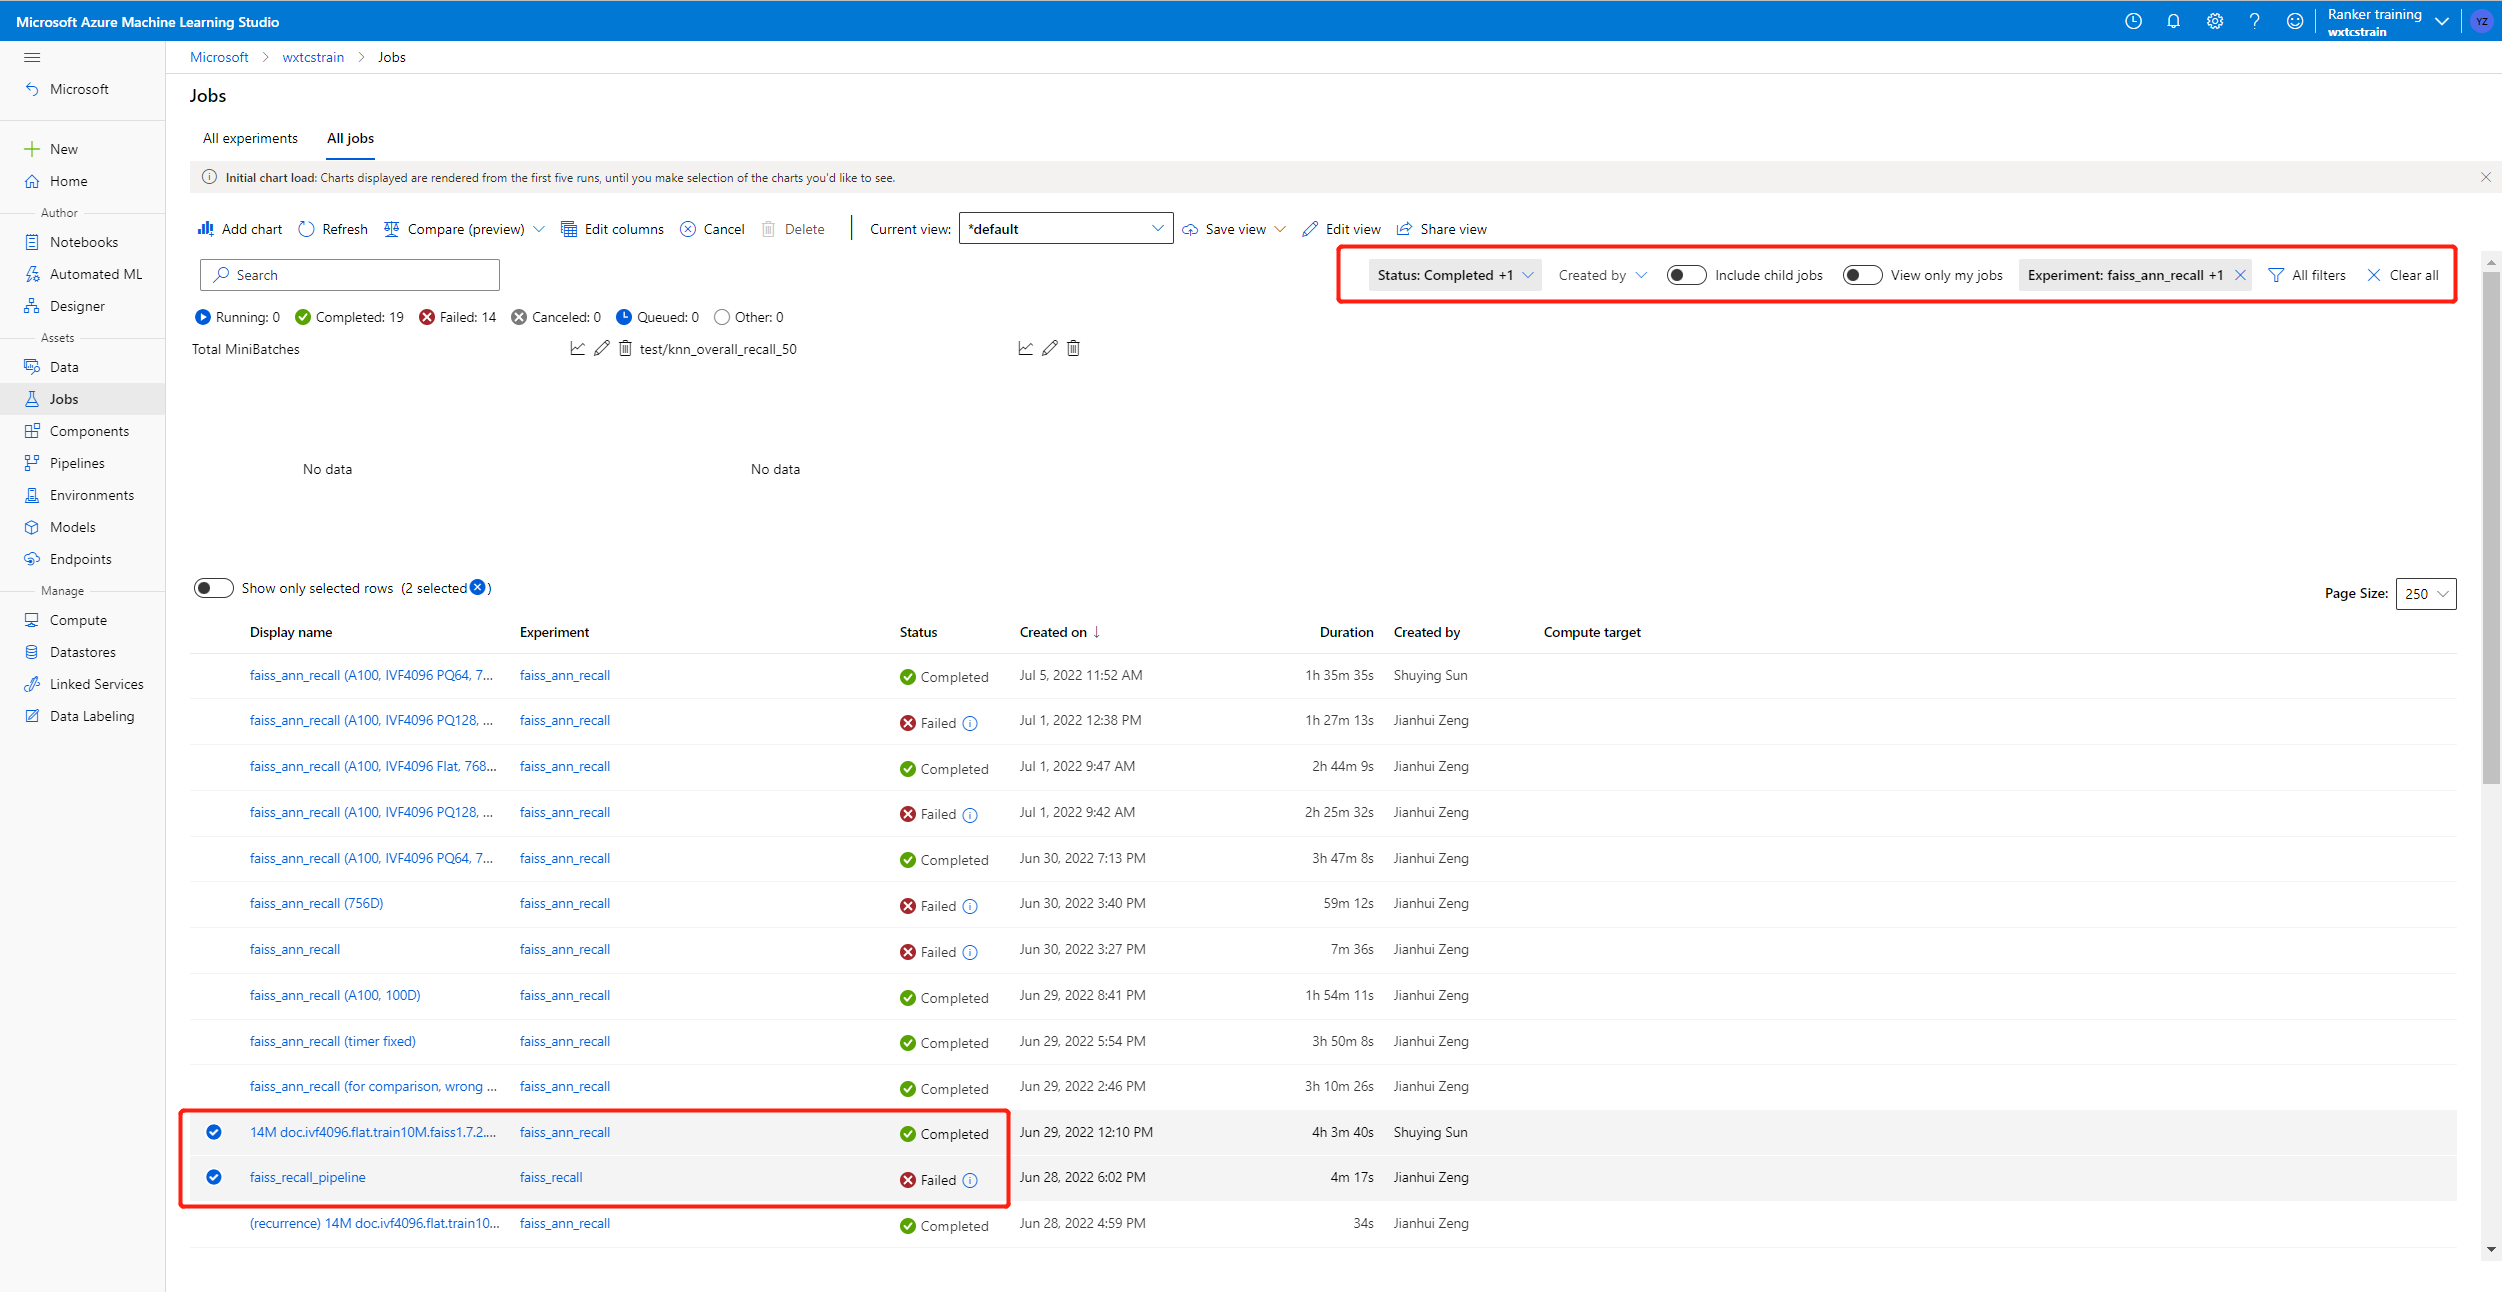 Microsoft Azure Machine Learning Studio
Ranker training
wxtcstrain
YZ
Microsoft > wxtcstrain > Jobs
Microsoft
New
Home
Author
Notebooks
Automated ML
Designer
Assets
Data
Jobs
Components
Pipelines
Environments
Models
Endpoints
Manage
Compute
Datastores
Linked Services
Data Labeling
Jobs
All experiments All jobs
Initial chart load: Charts displayed are rendered from the first five runs, until you make selection of the charts you'd like to see.
Add chart Refresh Compare (preview) Edit columns Cancel Delete Current view: *default Save view Edit view Share view
Search Status: Completed +1 Created by Include child jobs View only my jobs Experiment: faiss_ann_recall +1 All filters Clear all
Running: 0 Completed: 19 Failed: 14 Canceled: 0 Queued: 0 Other: 0
Total MiniBatches test/knn_overall_recall_50
No data No data
Show only selected rows (2 selected ) Page Size: 250
Display name Experiment Status Created on ↓ Duration Created by Compute target
faiss_ann_recall (A100, IVF4096 PQ64, 7... faiss_ann_recall Completed Jul 5, 2022 11:52 AM 1h 35m 35s Shuying Sun
faiss_ann_recall (A100, IVF4096 PQ128, ... faiss_ann_recall Failed Jul 1, 2022 12:38 PM 1h 27m 13s Jianhui Zeng
faiss_ann_recall (A100, IVF4096 Flat, 768... faiss_ann_recall Completed Jul 1, 2022 9:47 AM 2h 44m 9s Jianhui Zeng
faiss_ann_recall (A100, IVF4096 PQ128, ... faiss_ann_recall Failed Jul 1, 2022 9:42 AM 2h 25m 32s Jianhui Zeng
faiss_ann_recall (A100, IVF4096 PQ64, 7... faiss_ann_recall Completed Jun 30, 2022 7:13 PM 3h 47m 8s Jianhui Zeng
faiss_ann_recall (756D) faiss_ann_recall Failed Jun 30, 2022 3:40 PM 59m 12s Jianhui Zeng
faiss_ann_recall faiss_ann_recall Failed Jun 30, 2022 3:27 PM 7m 36s Jianhui Zeng
faiss_ann_recall (A100, 100D) faiss_ann_recall Completed Jun 29, 2022 8:41 PM 1h 54m 11s Jianhui Zeng
faiss_ann_recall (timer fixed) faiss_ann_recall Completed Jun 29, 2022 5:54 PM 3h 50m 8s Jianhui Zeng
faiss_ann_recall (for comparison, wrong ... faiss_ann_recall Completed Jun 29, 2022 2:46 PM 3h 10m 26s Jianhui Zeng
14M doc.ivf4096.flat.train10M.faiss1.7.2.... faiss_ann_recall Completed Jun 29, 2022 12:10 PM 4h 3m 40s Shuying Sun
faiss_recall_pipeline faiss_recall Failed Jun 28, 2022 6:02 PM 4m 17s Jianhui Zeng
(recurrence) 14M doc.ivf4096.flat.train10... faiss_ann_recall Completed Jun 28, 2022 4:59 PM 34s Jianhui Zeng